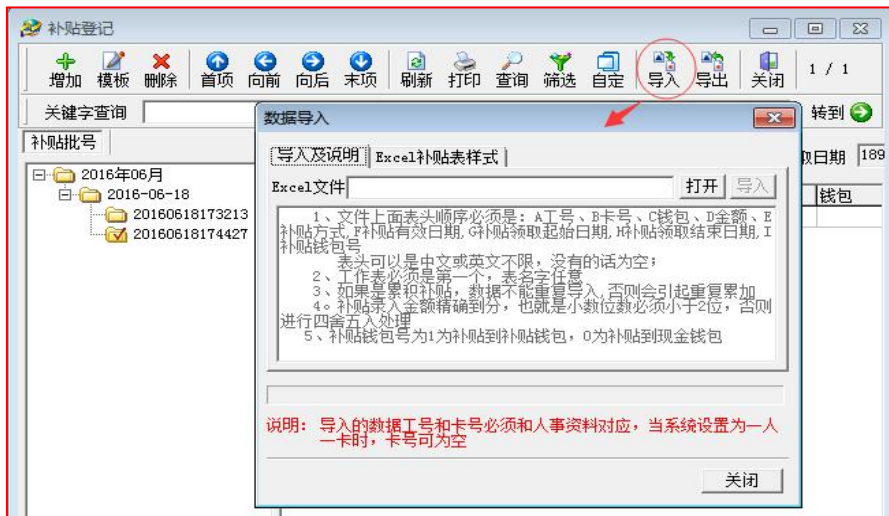 补贴登记
增加 模板 删除 首项 向前 向后 末项 刷新 打印 查询 筛选 自定 导入 导出 关闭 1 / 1
关键字查询
转到
补贴批号
取日期 189
钱包
2016年06月
2016-06-18
20160618173213
20160618174427
数据导入
导入及说明 Excel补贴表样式
Excel文件 打开 导入
1、文件上面表头顺序必须是：A工号、B卡号、C钱包、D金额、E
补贴方式,F补贴有效日期,G补贴领取起始日期,H补贴领取结束日期,I
补贴钱包号
表头可以是中文或英文不限，没有的话为空；
2、工作表必须是第一个，表名字任意
3、如果是累积补贴，数据不能重复导入,否则会引起重复累加
4。补贴录入金额精确到分，也就是小数位数必须小于2位，否则
进行四舍五入处理
5、补贴钱包号为1为补贴到补贴钱包，0为补贴到现金钱包
说明：导入的数据工号和卡号必须和人事资料对应，当系统设置为一人
一卡时，卡号可为空
关闭